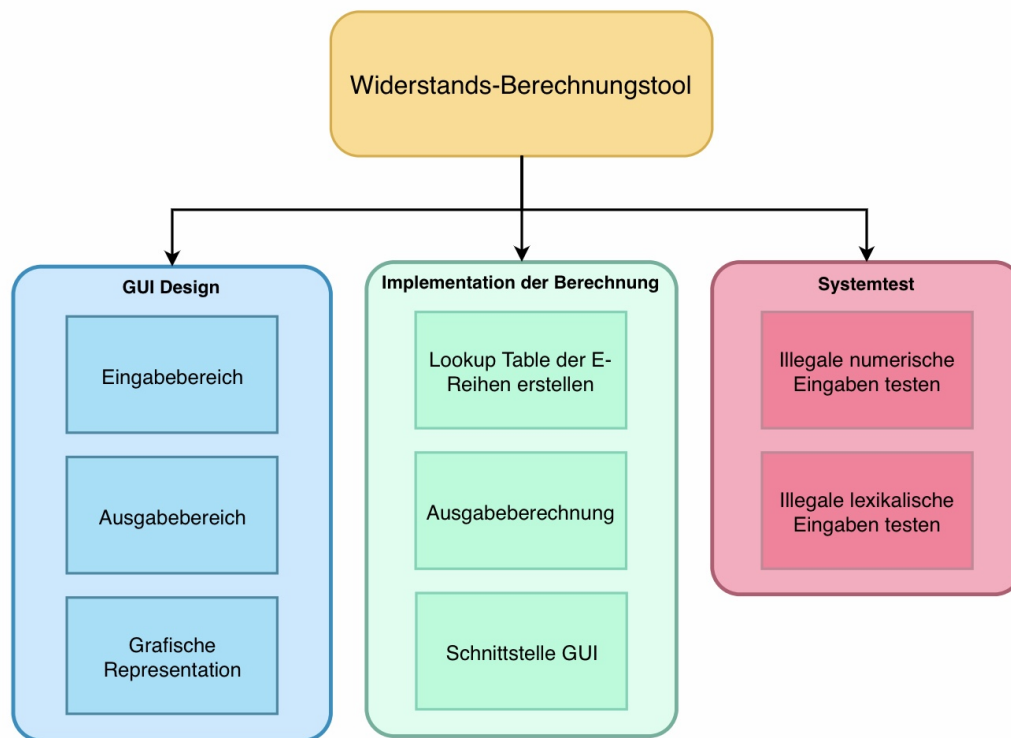 Widerstands-Berechnungstool
GUI Design
Eingabebereich
Ausgabebereich
Grafische
Representation
Implementation der Berechnung
Lookup Table der E-
Reihen erstellen
Ausgabeberechnung
Schnittstelle GUI
Systemtest
Illegale numerische
Eingaben testen
Illegale lexikalische
Eingaben testen